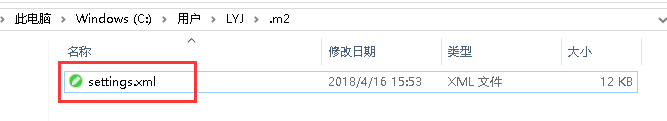 此电脑 > Windows (C:) > 用户 > LYJ > .m2
名称 修改日期 类型 大小
settings.xml 2018/4/16 15:53 XML 文件 12 KB